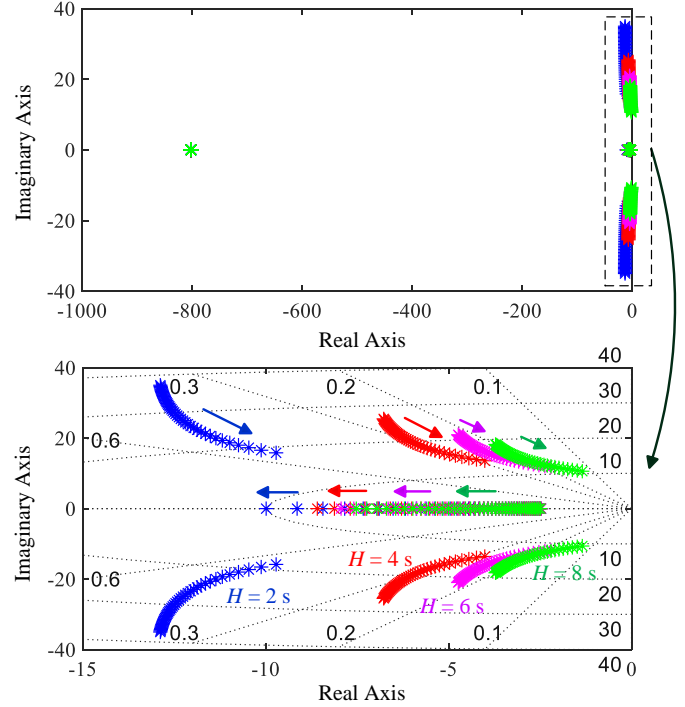 40
20
0
-20
-40
Imaginary Axis
-1000 -800 -600 -400 -200 0
Real Axis
40
20
0
-20
-40
Imaginary Axis
0.3 0.2 0.1 40
30
0.6 20
10
H = 4 s 10
0.6 H = 2 s H = 6 s H = 8 s 20
0.3 0.2 0.1 30
40
-15 -10 -5 0
Real Axis